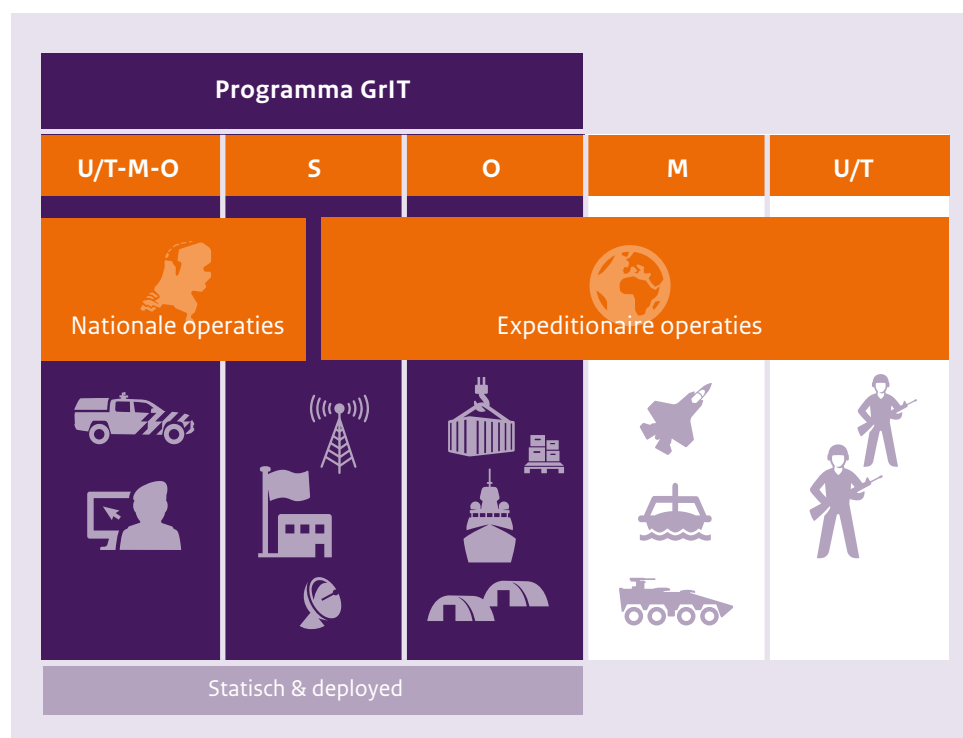 Programma GrIT
U/T-M-O
S
O
M
U/T
Nationale operaties
Expeditionaire operaties
Statisch & deployed